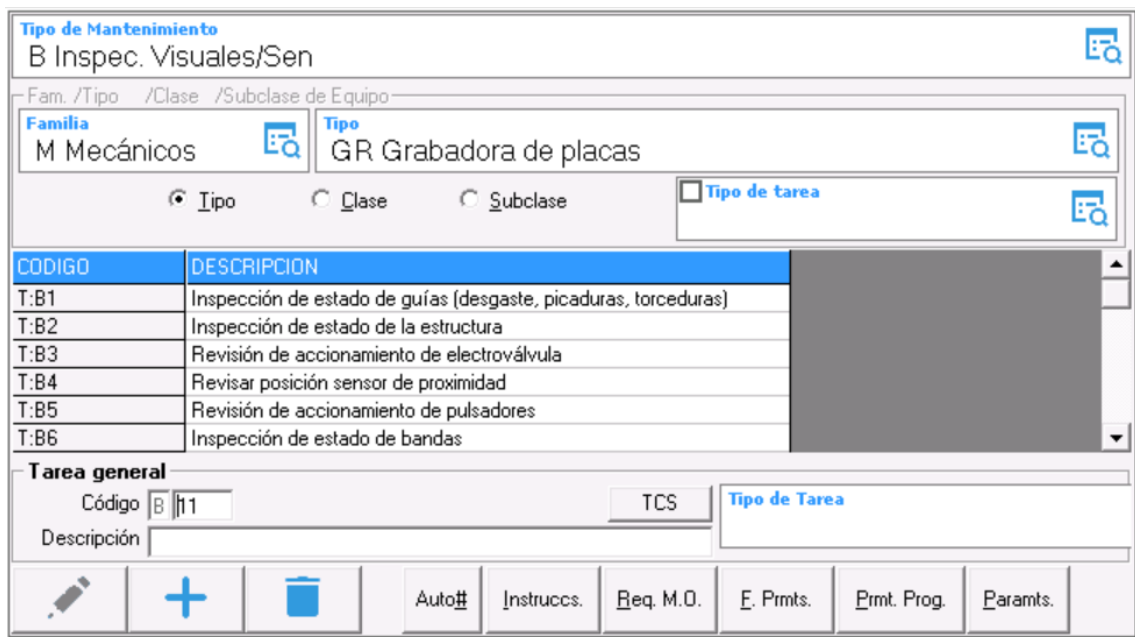 Tipo de Mantenimiento
B Inspec. Visuales/Sen
Fam. /Tipo /Clase /Subclase de Equipo
Familia
M Mecánicos
Tipo
GR Grabadora de placas
Tipo Clase Subclase
Tipo de tarea
CODIGO DESCRIPCION
T:B1 Inspección de estado de guías (desgaste, picaduras, torceduras)
T:B2 Inspección de estado de la estructura
T:B3 Revisión de accionamiento de electroválvula
T:B4 Revisar posición sensor de proximidad
T:B5 Revisión de accionamiento de pulsadores
T:B6 Inspección de estado de bandas
Tarea general
Código B 11 TCS
Tipo de Tarea
Descripción
Auto# Instruccs. Req. M.O. F. Prmts. Prmt. Prog. Paramts.